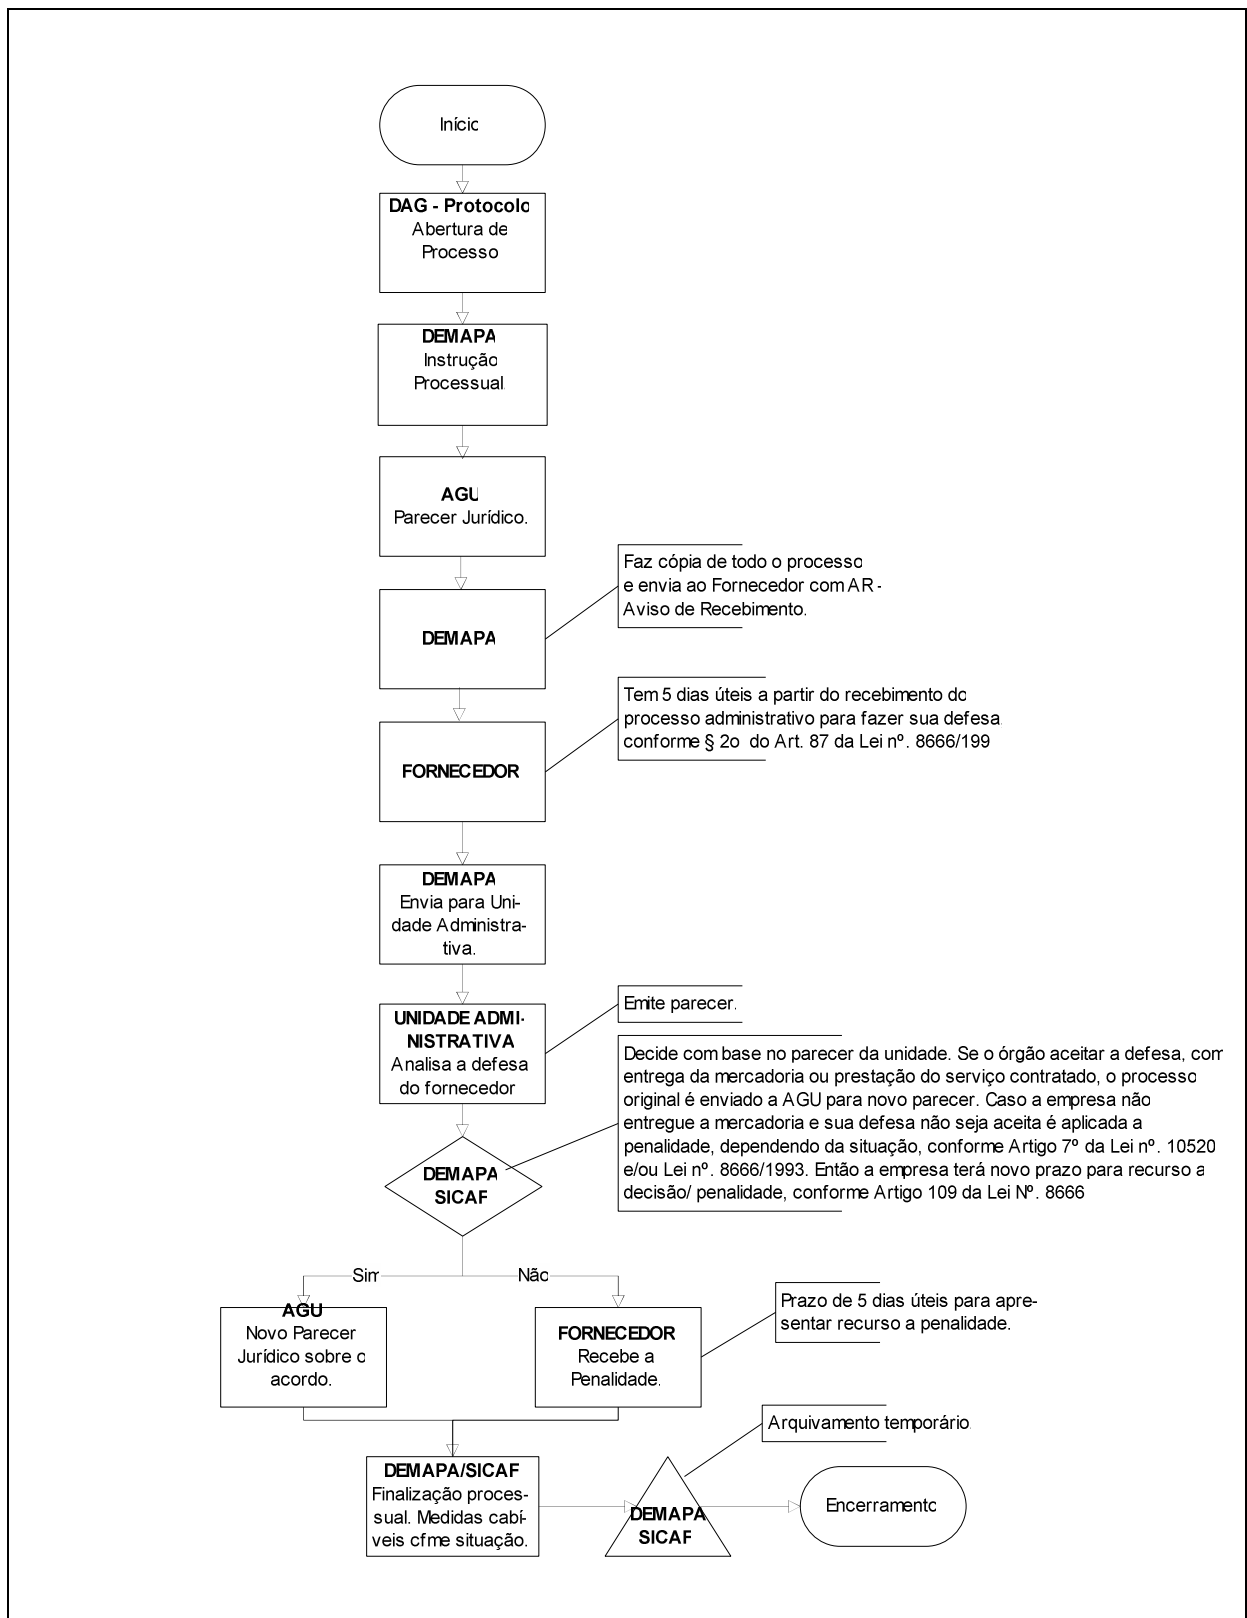 Início
DAG - Protocolo
Abertura de
Processo
DEMAPA
Instrução
Processual.
AGU
Parecer Jurídico.
Faz cópia de todo o processo
e envia ao Fornecedor com AR -
Aviso de Recebimento.
DEMAPA
Tem 5 dias úteis a partir do recebimento do
processo administrativo para fazer sua defesa
conforme § 2o do Art. 87 da Lei nº. 8666/199
FORNECEDOR
DEMAPA
Envia para Uni-
dade Administra-
tiva.
Emite parecer.
UNIDADE ADMI-
NISTRATIVA
Analisa a defesa
do fornecedor
Decide com base no parecer da unidade. Se o órgão aceitar a defesa, com
entrega da mercadoria ou prestação do serviço contratado, o processo
original é enviado a AGU para novo parecer. Caso a empresa não
entregue a mercadoria e sua defesa não seja aceita é aplicada a
penalidade, dependendo da situação, conforme Artigo 7º da Lei nº. 10520
e/ou Lei nº. 8666/1993. Então a empresa terá novo prazo para recurso a
decisão/ penalidade, conforme Artigo 109 da Lei Nº. 8666
DEMAPA
SICAF
Sim
Não
AGU
Novo Parecer
Jurídico sobre o
acordo.
FORNECEDOR
Recebe a
Penalidade.
Prazo de 5 dias úteis para apre-
sentar recurso a penalidade.
Arquivamento temporário
DEMAPA/SICAF
Finalização proces-
sual. Medidas cabí-
veis cfme situação.
DEMAPA
SICAF
Encerramento